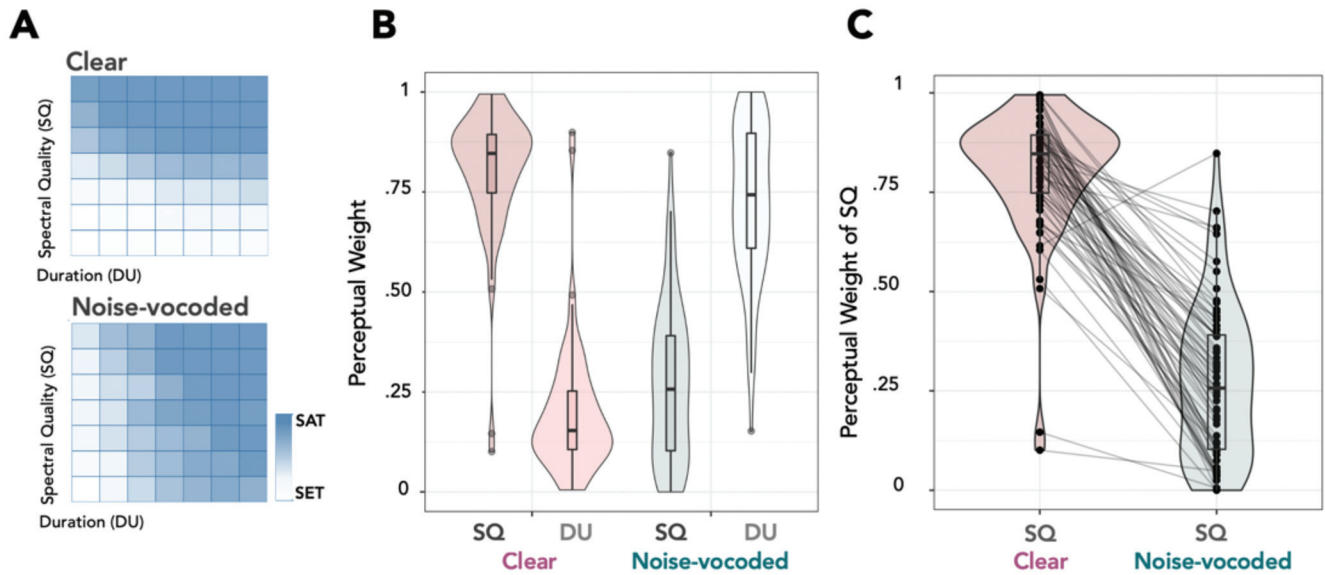 A
Clear
Spectral Quality (SQ)
Duration (DU)
Noise-vocoded
Spectral Quality (SQ)
SAT
SET
Duration (DU)
B
Perceptual Weight
1
.75
.50
.25
0
SQ DU SQ DU
Clear Noise-vocoded
C
Perceptual Weight of SQ
1
.75
.50
.25
0
SQ SQ
Clear Noise-vocoded